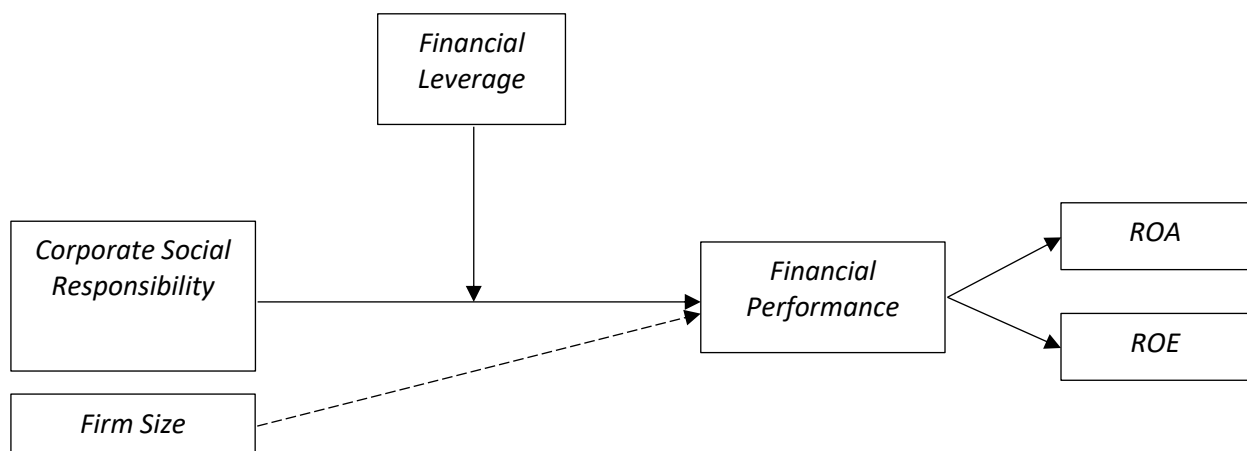 Financial
Leverage
Corporate Social
Responsibility
Financial
Performance
ROA
ROE
Firm Size